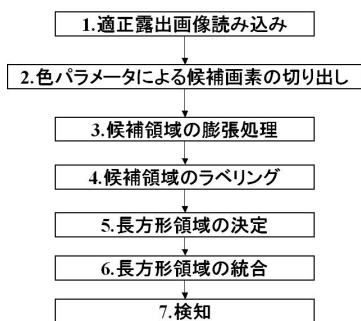 1.適正露出画像読み込み
2.色パラメータによる候補画素の切り出し
3.候補領域の膨張処理
4.候補領域のラベリング
5.長方形領域の決定
6.長方形領域の統合
7.検知